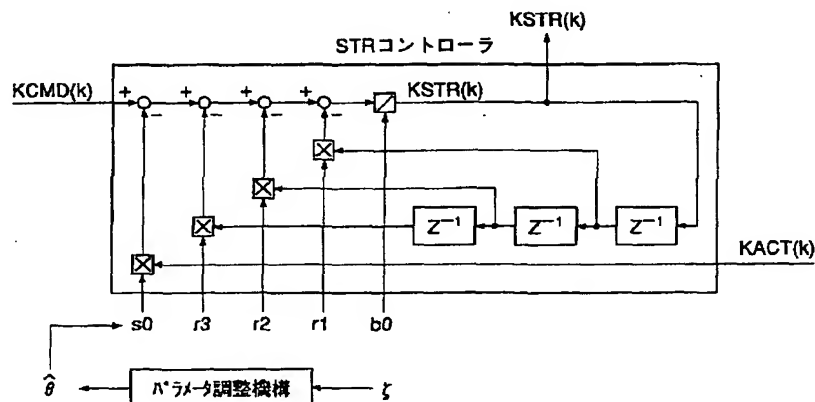 KSTR(k)
STRコントローラ
KCMD(k)
+
−
+
−
+
−
+
−
KSTR(k)
Z⁻¹
Z⁻¹
Z⁻¹
KACT(k)
s0
r3
r2
r1
b0
θ̂
パラメータ調整機構
ζ